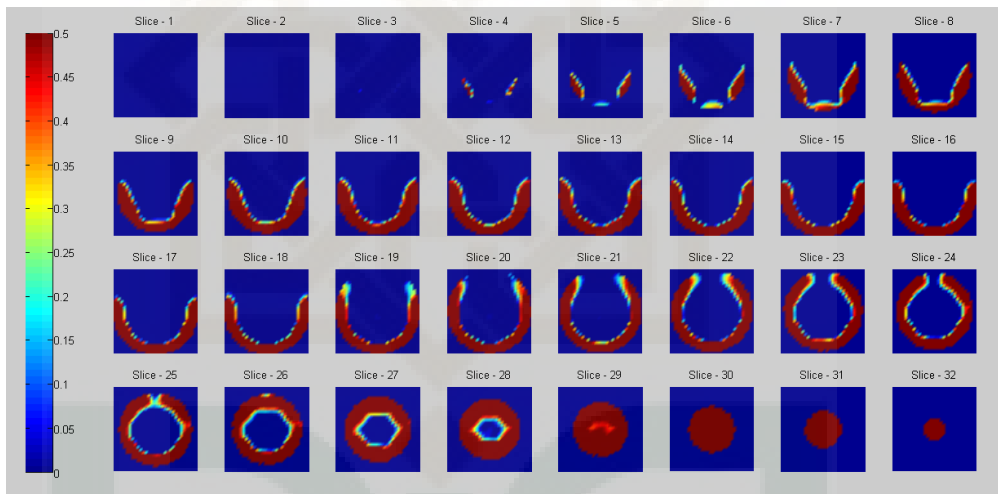 Slice - 1
Slice - 2
Slice - 3
Slice - 4
Slice - 5
Slice - 6
Slice - 7
Slice - 8
0.5
0.45
0.4
0.35
0.3
0.25
0.2
0.15
0.1
0.05
0
Slice - 9
Slice - 10
Slice - 11
Slice - 12
Slice - 13
Slice - 14
Slice - 15
Slice - 16
Slice - 17
Slice - 18
Slice - 19
Slice - 20
Slice - 21
Slice - 22
Slice - 23
Slice - 24
Slice - 25
Slice - 26
Slice - 27
Slice - 28
Slice - 29
Slice - 30
Slice - 31
Slice - 32